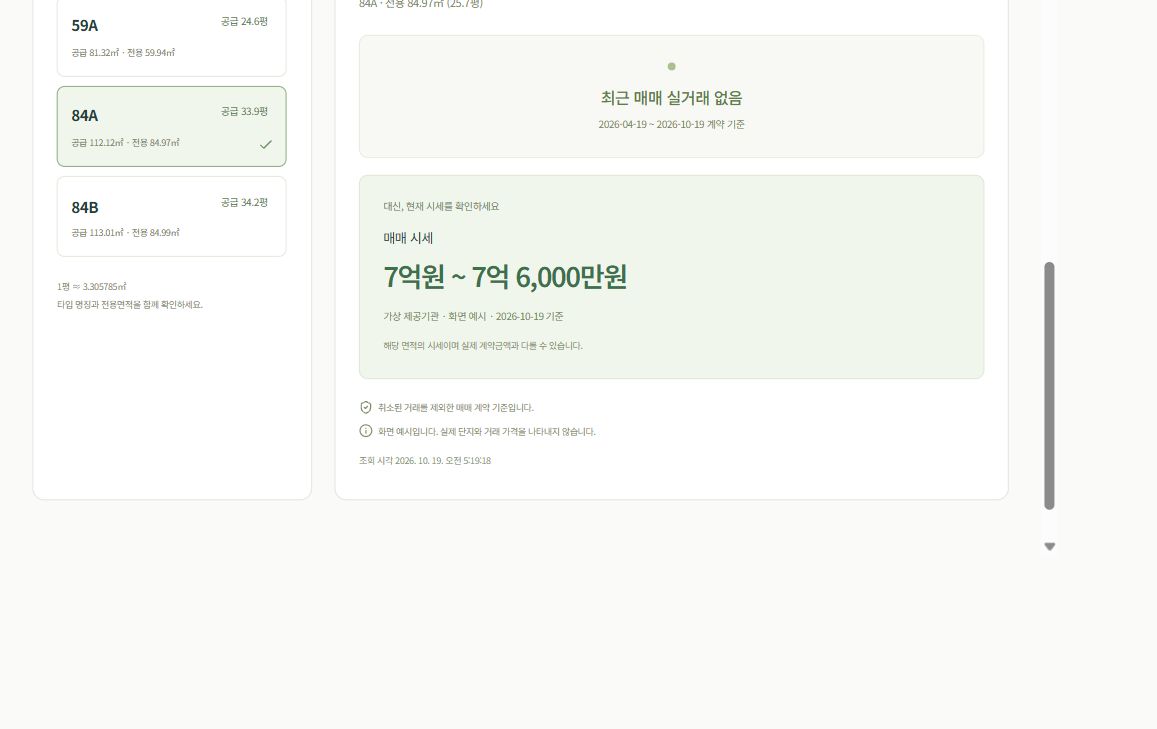 59A
공급 24.6평
공급 81.32㎡ · 전용 59.94㎡
84A
공급 33.9평
공급 112.12㎡ · 전용 84.97㎡
84B
공급 34.2평
공급 113.01㎡ · 전용 84.99㎡
1평 ≈ 3.305785㎡
타입 명칭과 전용면적을 함께 확인하세요.
84A · 전용 84.97㎡ (25.7평)
최근 매매 실거래 없음
2026-04-19 ~ 2026-10-19 계약 기준
대신, 현재 시세를 확인하세요
매매 시세
7억원 ~ 7억 6,000만원
가상 제공기관 · 화면 예시 · 2026-10-19 기준
해당 면적의 시세이며 실제 계약금액과 다를 수 있습니다.
취소된 거래를 제외한 매매 계약 기준입니다.
화면 예시입니다. 실제 단지와 거래 가격을 나타내지 않습니다.
조회 시각 2026. 10. 19. 오전 5:19:18